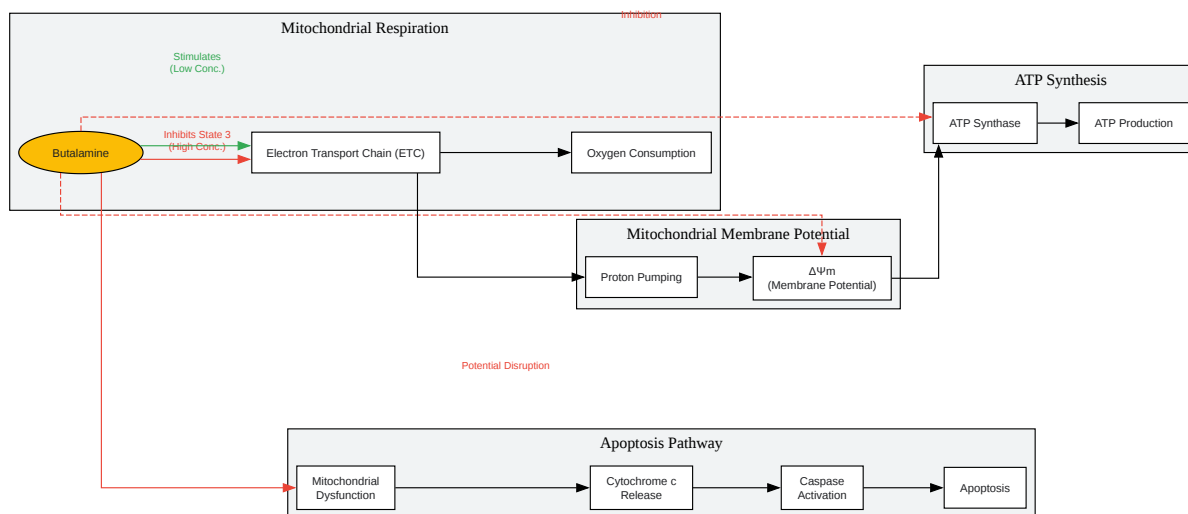 Inhibition
Mitochondrial Respiration
Stimulates
(Low Conc.)
ATP Synthesis
Butalamine
Inhibits State 3
(High Conc.)
Electron Transport Chain (ETC)
Oxygen Consumption
ATP Synthase
ATP Production
Mitochondrial Membrane Potential
Proton Pumping
ΔΨm
(Membrane Potential)
Potential Disruption
Apoptosis Pathway
Mitochondrial
Dysfunction
Cytochrome c
Release
Caspase
Activation
Apoptosis